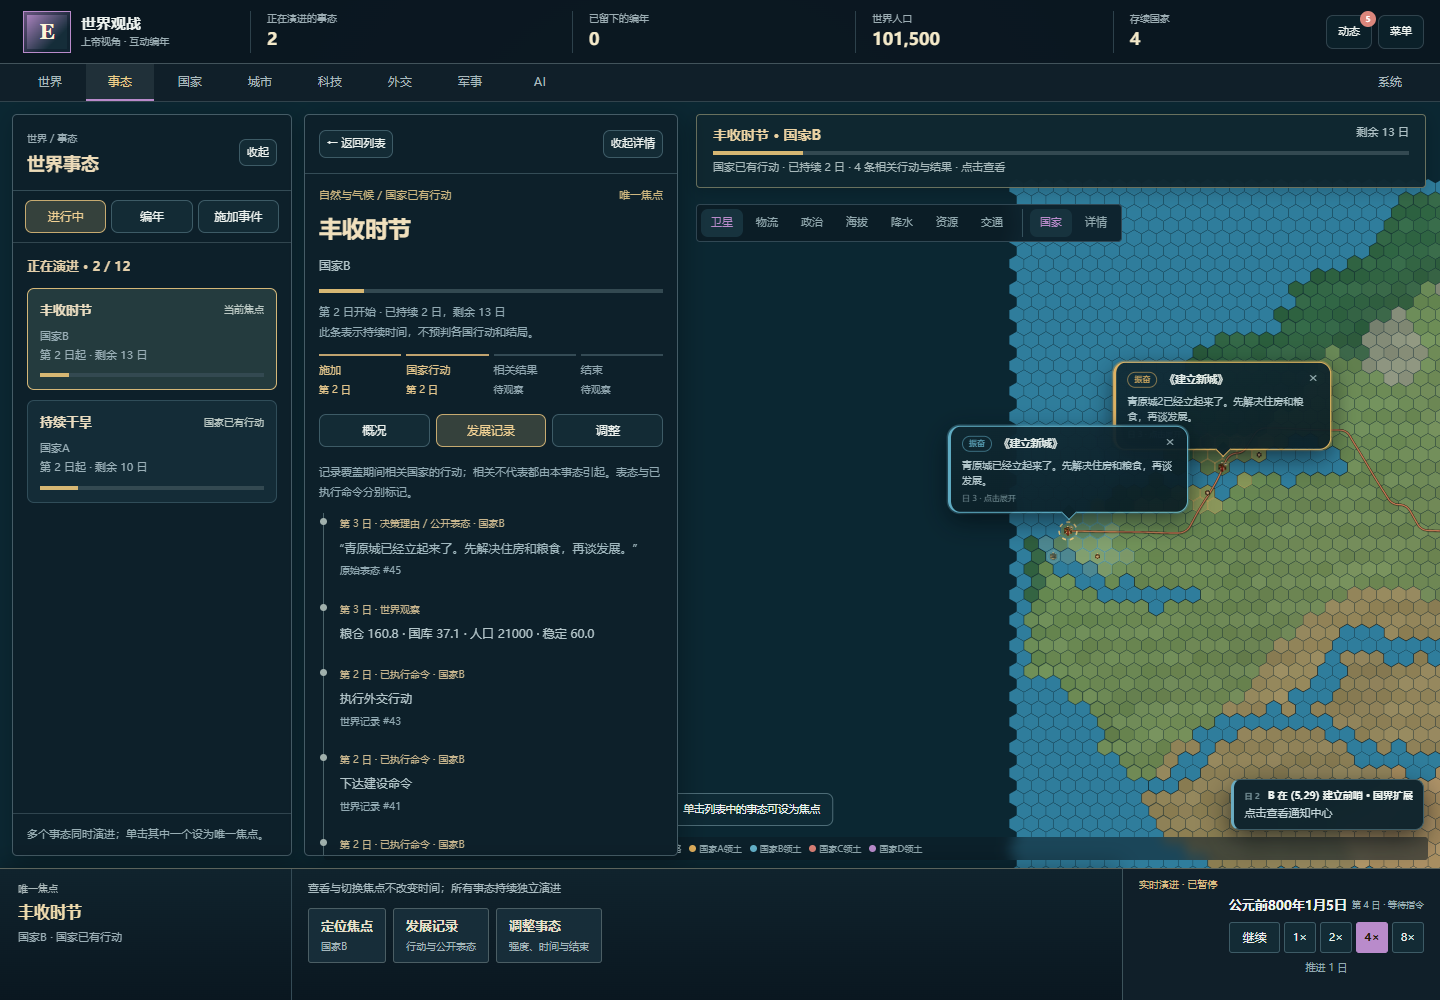 E
世界观战
上帝视角 · 互动编年
正在演进的事态
2
已留下的编年
0
世界人口
101,500
存续国家
4
动态
5
菜单
世界
事态
国家
城市
科技
外交
军事
AI
系统
世界 / 事态
世界事态
收起
进行中
编年
施加事件
正在演进 • 2 / 12
丰收时节
当前焦点
国家B
第 2 日起 · 剩余 13 日
持续干旱
国家已有行动
国家A
第 2 日起 · 剩余 10 日
多个事态同时演进；单击其中一个设为唯一焦点。
← 返回列表
收起详情
自然与气候 / 国家已有行动
唯一焦点
丰收时节
国家B
第 2 日开始 · 已持续 2 日，剩余 13 日
此条表示持续时间，不预判各国行动和结局。
施加
第 2 日
国家行动
第 2 日
相关结果
待观察
结束
待观察
概况
发展记录
调整
记录覆盖期间相关国家的行动；相关不代表都由本事态引起。表态与已
执行命令分别标记。
第 3 日 · 决策理由 / 公开表态 · 国家B
“青原城已经立起来了。先解决住房和粮食，再谈发展。”
原始表态 #45
第 3 日 · 世界观察
粮仓 160.8 · 国库 37.1 · 人口 21000 · 稳定 60.0
第 2 日 · 已执行命令 · 国家B
执行外交行动
世界记录 #43
第 2 日 · 已执行命令 · 国家B
下达建设命令
世界记录 #41
第 2 日 · 已执行命令 · 国家B
丰收时节 • 国家B
剩余 13 日
国家已有行动 · 已持续 2 日 · 4 条相关行动与结果 · 点击查看
卫星
物流
政治
海拔
降水
资源
交通
国家
详情
振奋
《建立新城》
×
青原城2已经立起来了。先解决住房和粮
食，再谈发展。
振奋
《建立新城》
×
青原城已经立起来了。先解决住房和粮食，再谈
发展。
日 3 · 点击展开
单击列表中的事态可设为焦点
国家A领土
国家B领土
国家C领土
国家D领土
日 2
B 在 (5,29) 建立前哨 • 国界扩展
点击查看通知中心
唯一焦点
丰收时节
国家B · 国家已有行动
查看与切换焦点不改变时间；所有事态持续独立演进
定位焦点
国家B
发展记录
行动与公开表态
调整事态
强度、时间与结束
实时演进 · 已暂停
公元前800年1月5日
第 4 日 · 等待指令
继续
1×
2×
4×
8×
推进 1 日